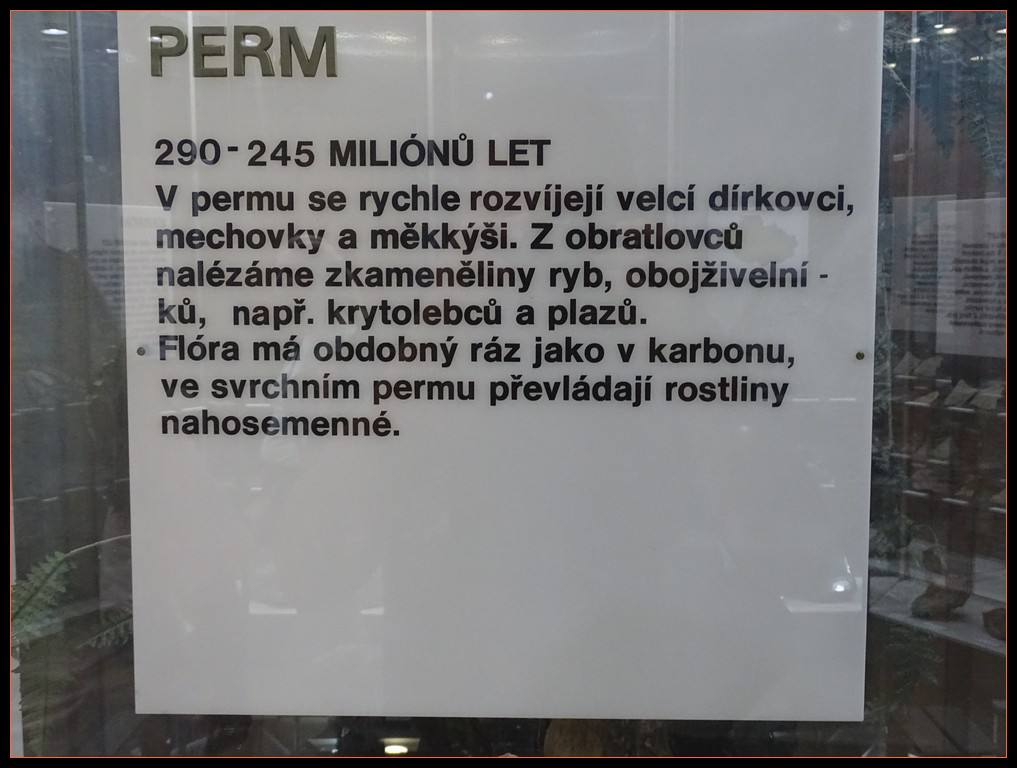 PERM
290-245 MILIÓNŮ LET
V permu se rychle rozvíjejí velcí dírkovci,
mechovky a měkkýši. Z obratlovců
nalézáme zkameněliny ryb, obojživelní -
ků, např. krytolebců a plazů.
Flóra má obdobný ráz jako v karbonu,
ve svrchním permu převládají rostliny
nahosemenné.